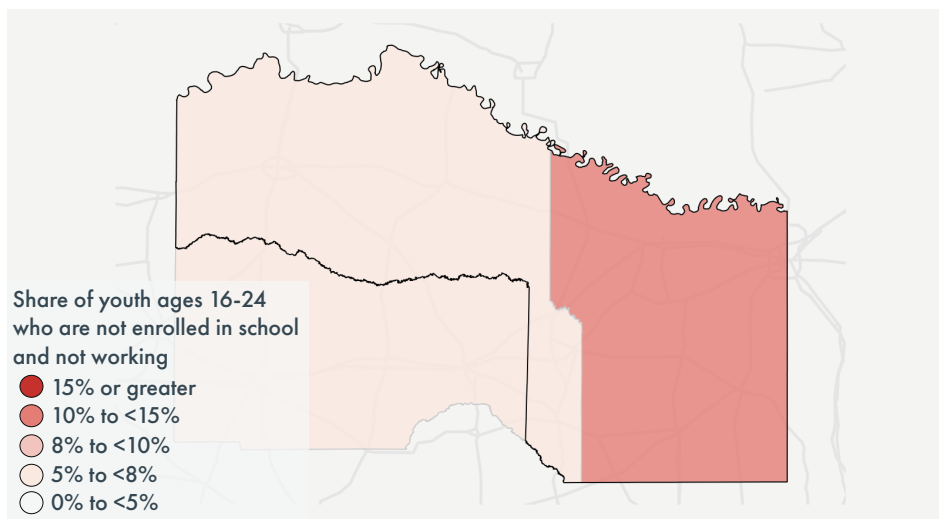 Share of youth ages 16-24
who are not enrolled in school
and not working
15% or greater
10% to <15%
8% to <10%
5% to <8%
0% to <5%